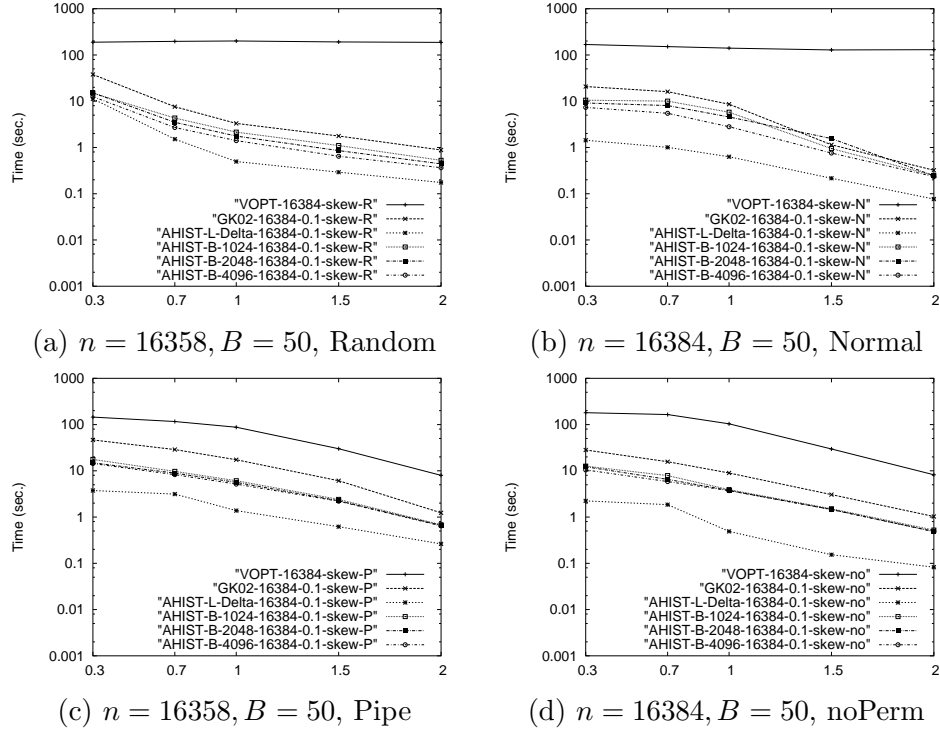 1000
100
10
1
0.1
0.01
0.001
Time (sec.)
"VOPT-16384-skew-R"
"GK02-16384-0.1-skew-R"
"AHIST-L-Delta-16384-0.1-skew-R"
"AHIST-B-1024-16384-0.1-skew-R"
"AHIST-B-2048-16384-0.1-skew-R"
"AHIST-B-4096-16384-0.1-skew-R"
0.3 0.7 1 1.5 2
(a) n = 16358, B = 50, Random
1000
100
10
1
0.1
0.01
0.001
Time (sec.)
"VOPT-16384-skew-N"
"GK02-16384-0.1-skew-N"
"AHIST-L-Delta-16384-0.1-skew-N"
"AHIST-B-1024-16384-0.1-skew-N"
"AHIST-B-2048-16384-0.1-skew-N"
"AHIST-B-4096-16384-0.1-skew-N"
0.3 0.7 1 1.5 2
(b) n = 16384, B = 50, Normal
1000
100
10
1
0.1
0.01
0.001
Time (sec.)
"VOPT-16384-skew-P"
"GK02-16384-0.1-skew-P"
"AHIST-L-Delta-16384-0.1-skew-P"
"AHIST-B-1024-16384-0.1-skew-P"
"AHIST-B-2048-16384-0.1-skew-P"
"AHIST-B-4096-16384-0.1-skew-P"
0.3 0.7 1 1.5 2
(c) n = 16358, B = 50, Pipe
1000
100
10
1
0.1
0.01
0.001
Time (sec.)
"VOPT-16384-skew-no"
"GK02-16384-0.1-skew-no"
"AHIST-L-Delta-16384-0.1-skew-no"
"AHIST-B-1024-16384-0.1-skew-no"
"AHIST-B-2048-16384-0.1-skew-no"
"AHIST-B-4096-16384-0.1-skew-no"
0.3 0.7 1 1.5 2
(d) n = 16384, B = 50, noPerm